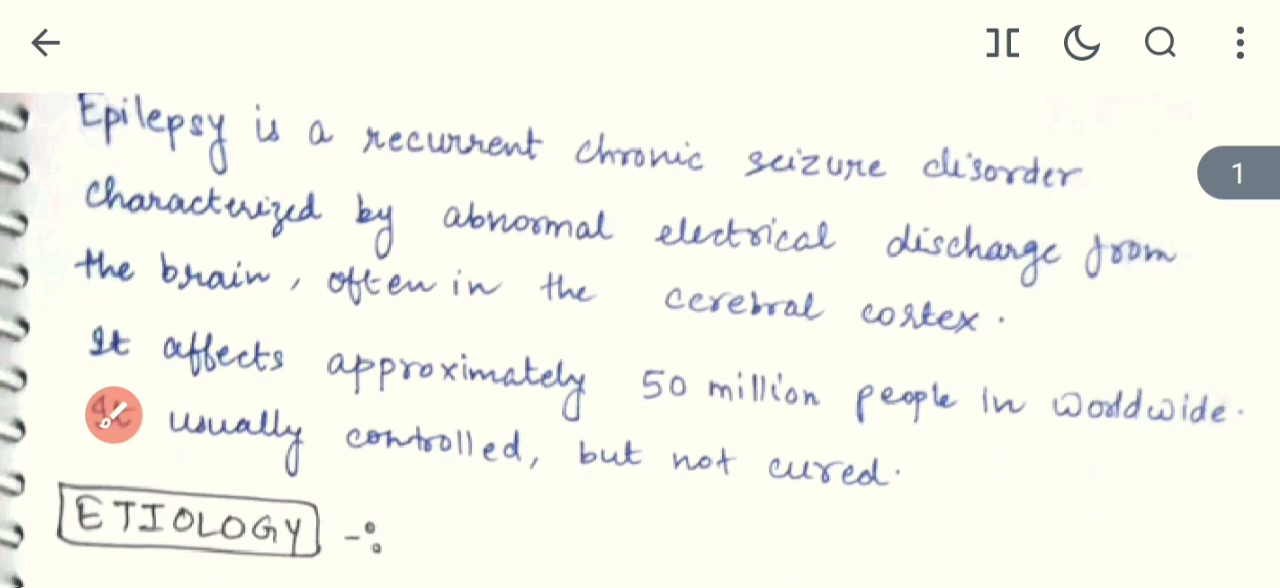 1
Epilepsy is a recurrent chronic seizure disorder
characterized by abnormal electrical discharge from
the brain, often in the cerebral cortex.
It affects approximately 50 million people in worldwide.
It usually controlled, but not cured.
ETIOLOGY -: